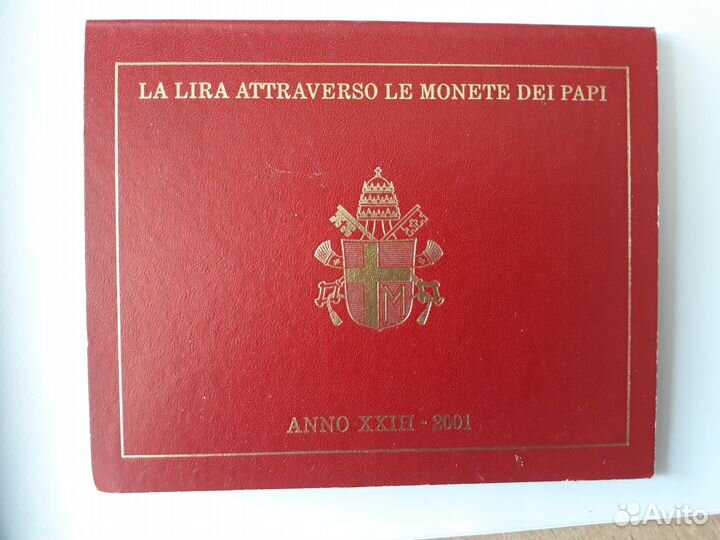 LA LIRA ATTRAVERSO LE MONETE DEI PAPI
M
ANNO XXIII - 2001
Avito